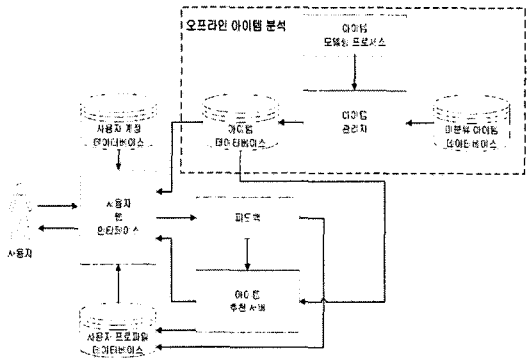 오프라인 아이템 분석
아이템
모델링 프로세스
사용자 계정
데이터베이스
아이템
데이터베이스
아이템
관리자
미분류 아이템
데이터베이스
사용자
웹
인터페이스
피드백
사용자
아이템
추천 서버
사용자 프로파일
데이터베이스